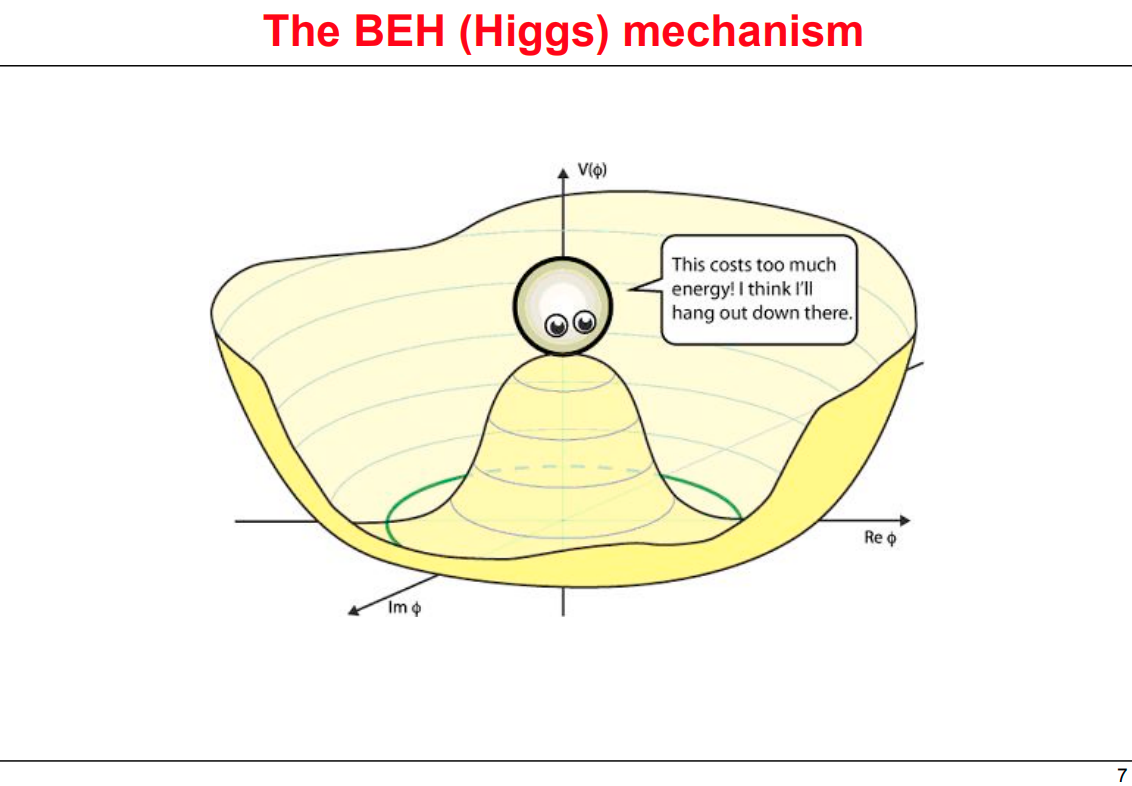 The BEH (Higgs) mechanism
V(ϕ)
This costs too much
energy! I think I'll
hang out down there.
Re ϕ
Im ϕ
7